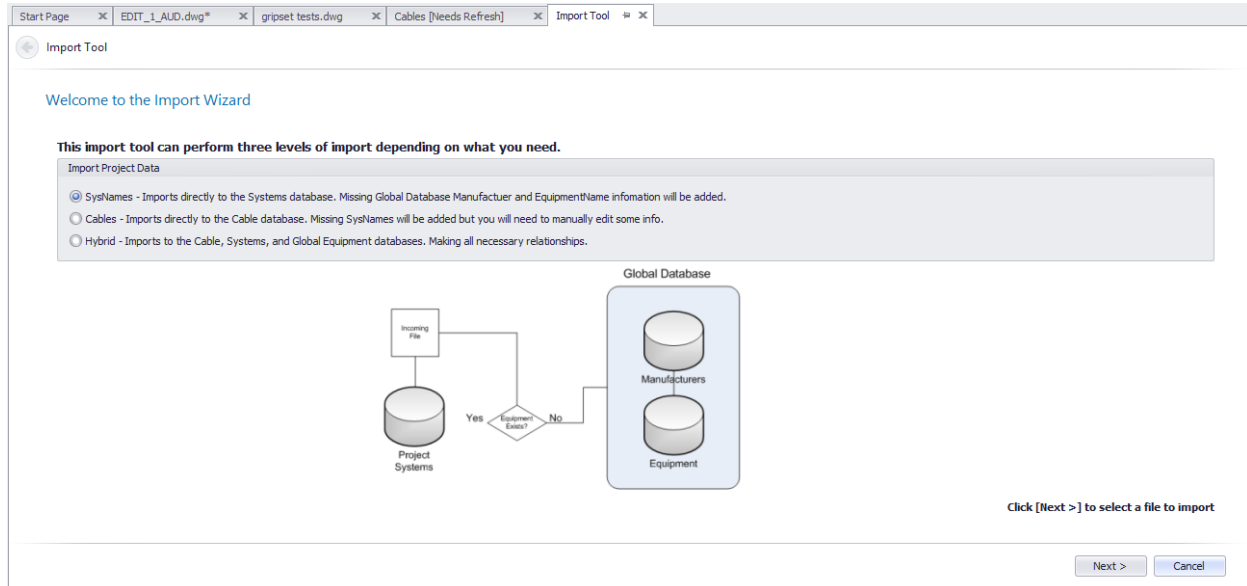 Start Page EDIT_1_AUD.dwg* gripset tests.dwg Cables [Needs Refresh] Import Tool
Import Tool
Welcome to the Import Wizard
This import tool can perform three levels of import depending on what you need.
Import Project Data
SysNames - Imports directly to the Systems database. Missing Global Database Manufactuer and EquipmentName infomation will be added.
Cables - Imports directly to the Cable database. Missing SysNames will be added but you will need to manually edit some info.
Hybrid - Imports to the Cable, Systems, and Global Equipment databases. Making all necessary relationships.
Global Database
Incoming
File
Manufacturers
Yes
Equipment
Exists?
No
Project
Systems
Equipment
Click [Next >] to select a file to import
Next > Cancel